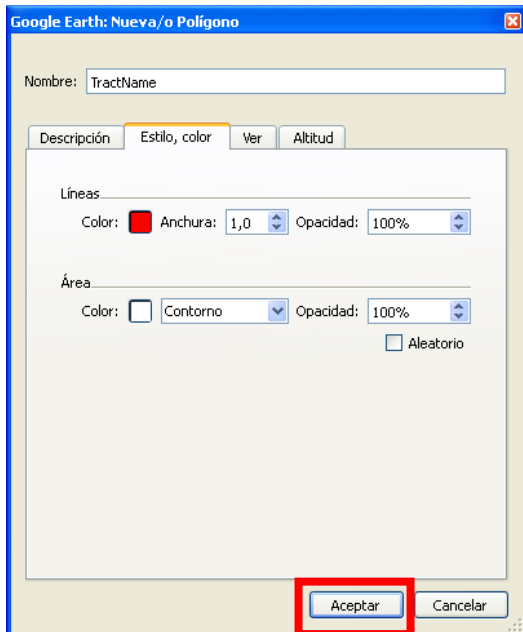 Google Earth: Nueva/o Polígono
Nombre: TractName
Descripción Estilo, color Ver Altitud
Líneas
Color: Anchura: 1,0 Opacidad: 100%
Área
Color: Contorno Opacidad: 100%
Aleatorio
Aceptar Cancelar